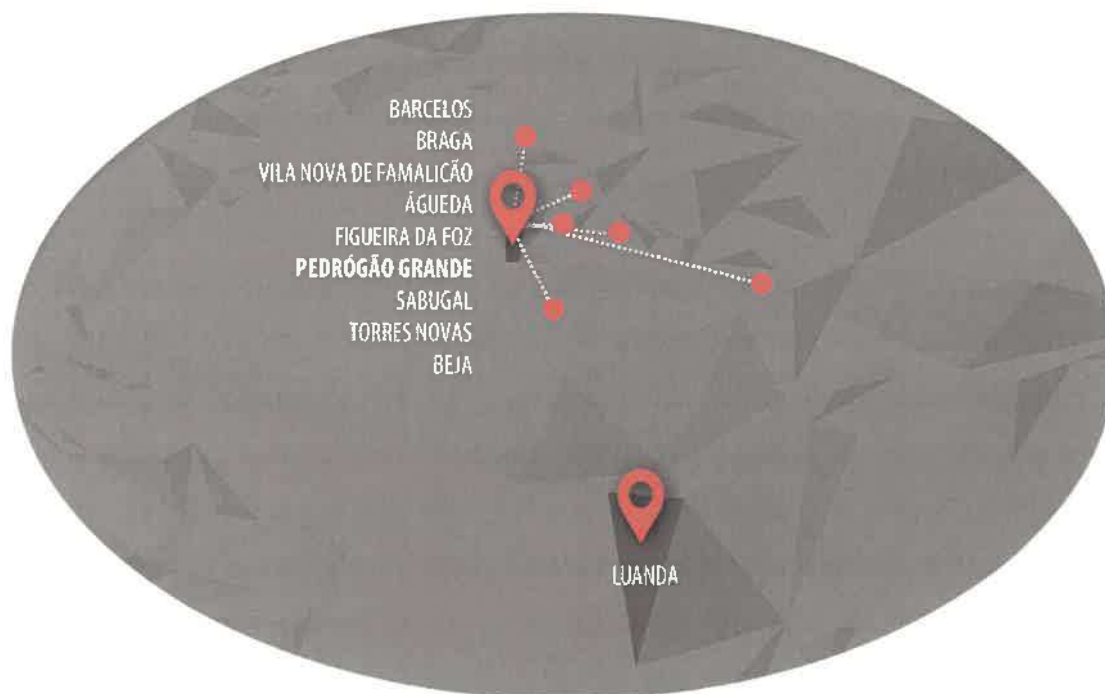 BARCELOS
BRAGA
VILA NOVA DE FAMALICÃO
ÁGUEDA
FIGUEIRA DA FOZ
PEDRÓGÃO GRANDE
SABUGAL
TORRES NOVAS
BEJA
LUANDA